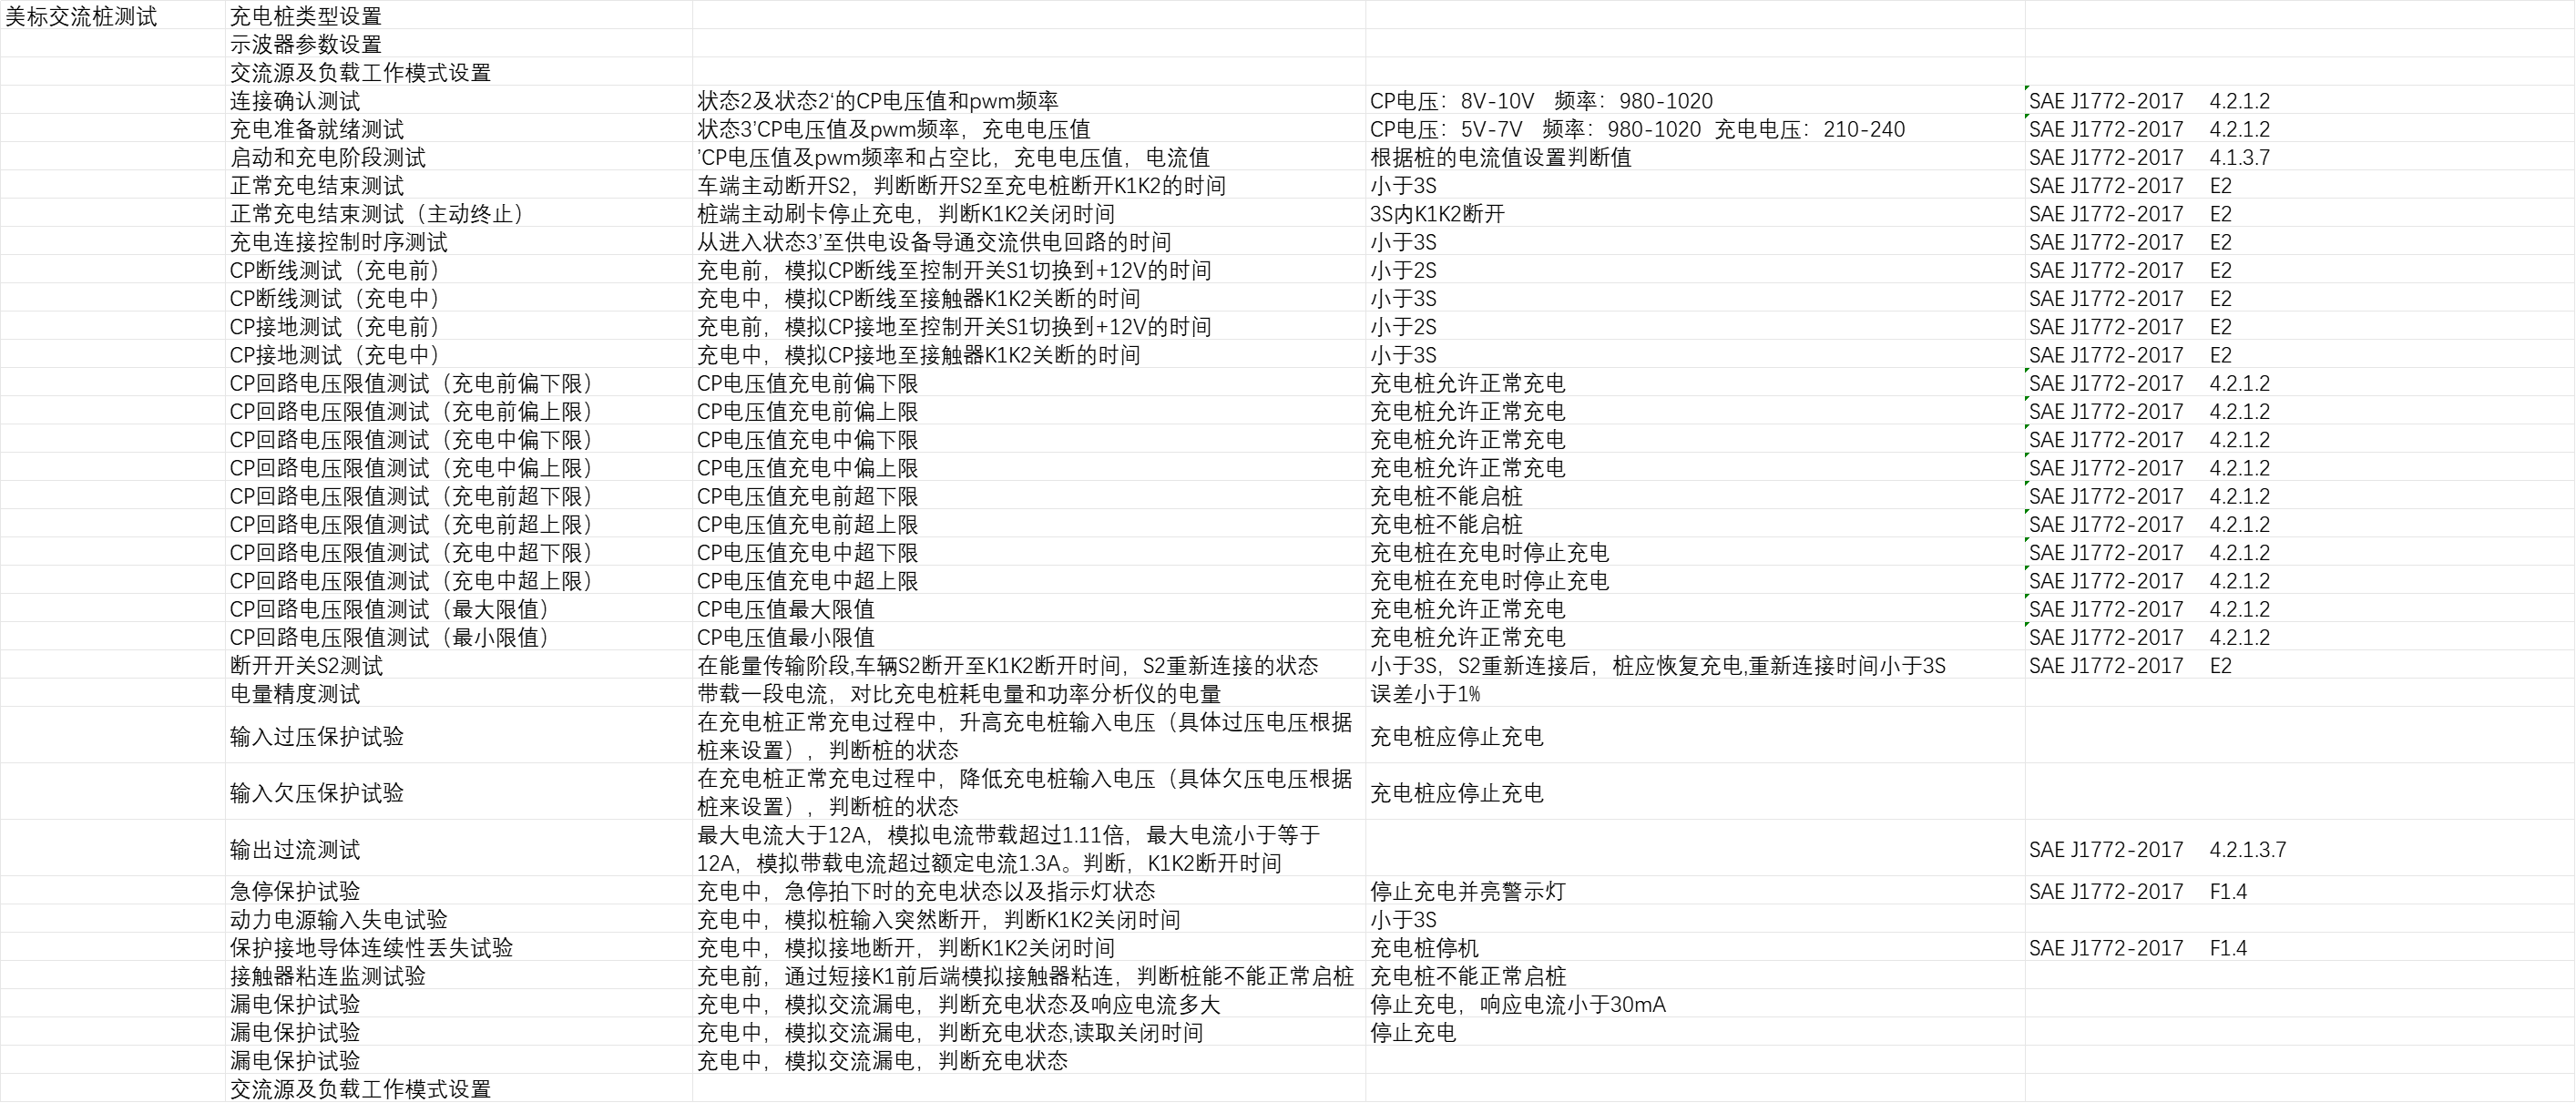 美标交流桩测试 充电桩类型设置
示波器参数设置
交流源及负载工作模式设置
连接确认测试 状态2及状态2‘的CP电压值和pwm频率 CP电压：8V-10V 频率：980-1020 SAE J1772-2017 4.2.1.2
充电准备就绪测试 状态3’CP电压值及pwm频率，充电电压值 CP电压：5V-7V 频率：980-1020 充电电压：210-240 SAE J1772-2017 4.2.1.2
启动和充电阶段测试 ’CP电压值及pwm频率和占空比，充电电压值，电流值 根据桩的电流值设置判断值 SAE J1772-2017 4.1.3.7
正常充电结束测试 车端主动断开S2，判断断开S2至充电桩断开K1K2的时间 小于3S SAE J1772-2017 E2
正常充电结束测试（主动终止） 桩端主动刷卡停止充电，判断K1K2关闭时间 3S内K1K2断开 SAE J1772-2017 E2
充电连接控制时序测试 从进入状态3’至供电设备导通交流供电回路的时间 小于3S SAE J1772-2017 E2
CP断线测试（充电前） 充电前，模拟CP断线至控制开关S1切换到+12V的时间 小于2S SAE J1772-2017 E2
CP断线测试（充电中） 充电中，模拟CP断线至接触器K1K2关断的时间 小于3S SAE J1772-2017 E2
CP接地测试（充电前） 充电前，模拟CP接地至控制开关S1切换到+12V的时间 小于2S SAE J1772-2017 E2
CP接地测试（充电中） 充电中，模拟CP接地至接触器K1K2关断的时间 小于3S SAE J1772-2017 E2
CP回路电压限值测试（充电前偏下限） CP电压值充电前偏下限 充电桩允许正常充电 SAE J1772-2017 4.2.1.2
CP回路电压限值测试（充电前偏上限） CP电压值充电前偏上限 充电桩允许正常充电 SAE J1772-2017 4.2.1.2
CP回路电压限值测试（充电中偏下限） CP电压值充电中偏下限 充电桩允许正常充电 SAE J1772-2017 4.2.1.2
CP回路电压限值测试（充电中偏上限） CP电压值充电中偏上限 充电桩允许正常充电 SAE J1772-2017 4.2.1.2
CP回路电压限值测试（充电前超下限） CP电压值充电前超下限 充电桩不能启桩 SAE J1772-2017 4.2.1.2
CP回路电压限值测试（充电前超上限） CP电压值充电前超上限 充电桩不能启桩 SAE J1772-2017 4.2.1.2
CP回路电压限值测试（充电中超下限） CP电压值充电中超下限 充电桩在充电时停止充电 SAE J1772-2017 4.2.1.2
CP回路电压限值测试（充电中超上限） CP电压值充电中超上限 充电桩在充电时停止充电 SAE J1772-2017 4.2.1.2
CP回路电压限值测试（最大限值） CP电压值最大限值 充电桩允许正常充电 SAE J1772-2017 4.2.1.2
CP回路电压限值测试（最小限值） CP电压值最小限值 充电桩允许正常充电 SAE J1772-2017 4.2.1.2
断开开关S2测试 在能量传输阶段,车辆S2断开至K1K2断开时间，S2重新连接的状态 小于3S，S2重新连接后，桩应恢复充电,重新连接时间小于3S SAE J1772-2017 E2
电量精度测试 带载一段电流，对比充电桩耗电量和功率分析仪的电量 误差小于1%
输入过压保护试验 在充电桩正常充电过程中，升高充电桩输入电压（具体过压电压根据
桩来设置），判断桩的状态 充电桩应停止充电
输入欠压保护试验 在充电桩正常充电过程中，降低充电桩输入电压（具体欠压电压根据
桩来设置），判断桩的状态 充电桩应停止充电
输出过流测试 最大电流大于12A，模拟电流带载超过1.11倍，最大电流小于等于
12A，模拟带载电流超过额定电流1.3A。判断，K1K2断开时间 SAE J1772-2017 4.2.1.3.7
急停保护试验 充电中，急停拍下时的充电状态以及指示灯状态 停止充电并亮警示灯 SAE J1772-2017 F1.4
动力电源输入失电试验 充电中，模拟桩输入突然断开，判断K1K2关闭时间 小于3S
保护接地导体连续性丢失试验 充电中，模拟接地断开，判断K1K2关闭时间 充电桩停机 SAE J1772-2017 F1.4
接触器粘连监测试验 充电前，通过短接K1前后端模拟接触器粘连，判断桩能不能正常启桩 充电桩不能正常启桩
漏电保护试验 充电中，模拟交流漏电，判断充电状态及响应电流多大 停止充电，响应电流小于30mA
漏电保护试验 充电中，模拟交流漏电，判断充电状态,读取关闭时间 停止充电
漏电保护试验 充电中，模拟交流漏电，判断充电状态
交流源及负载工作模式设置